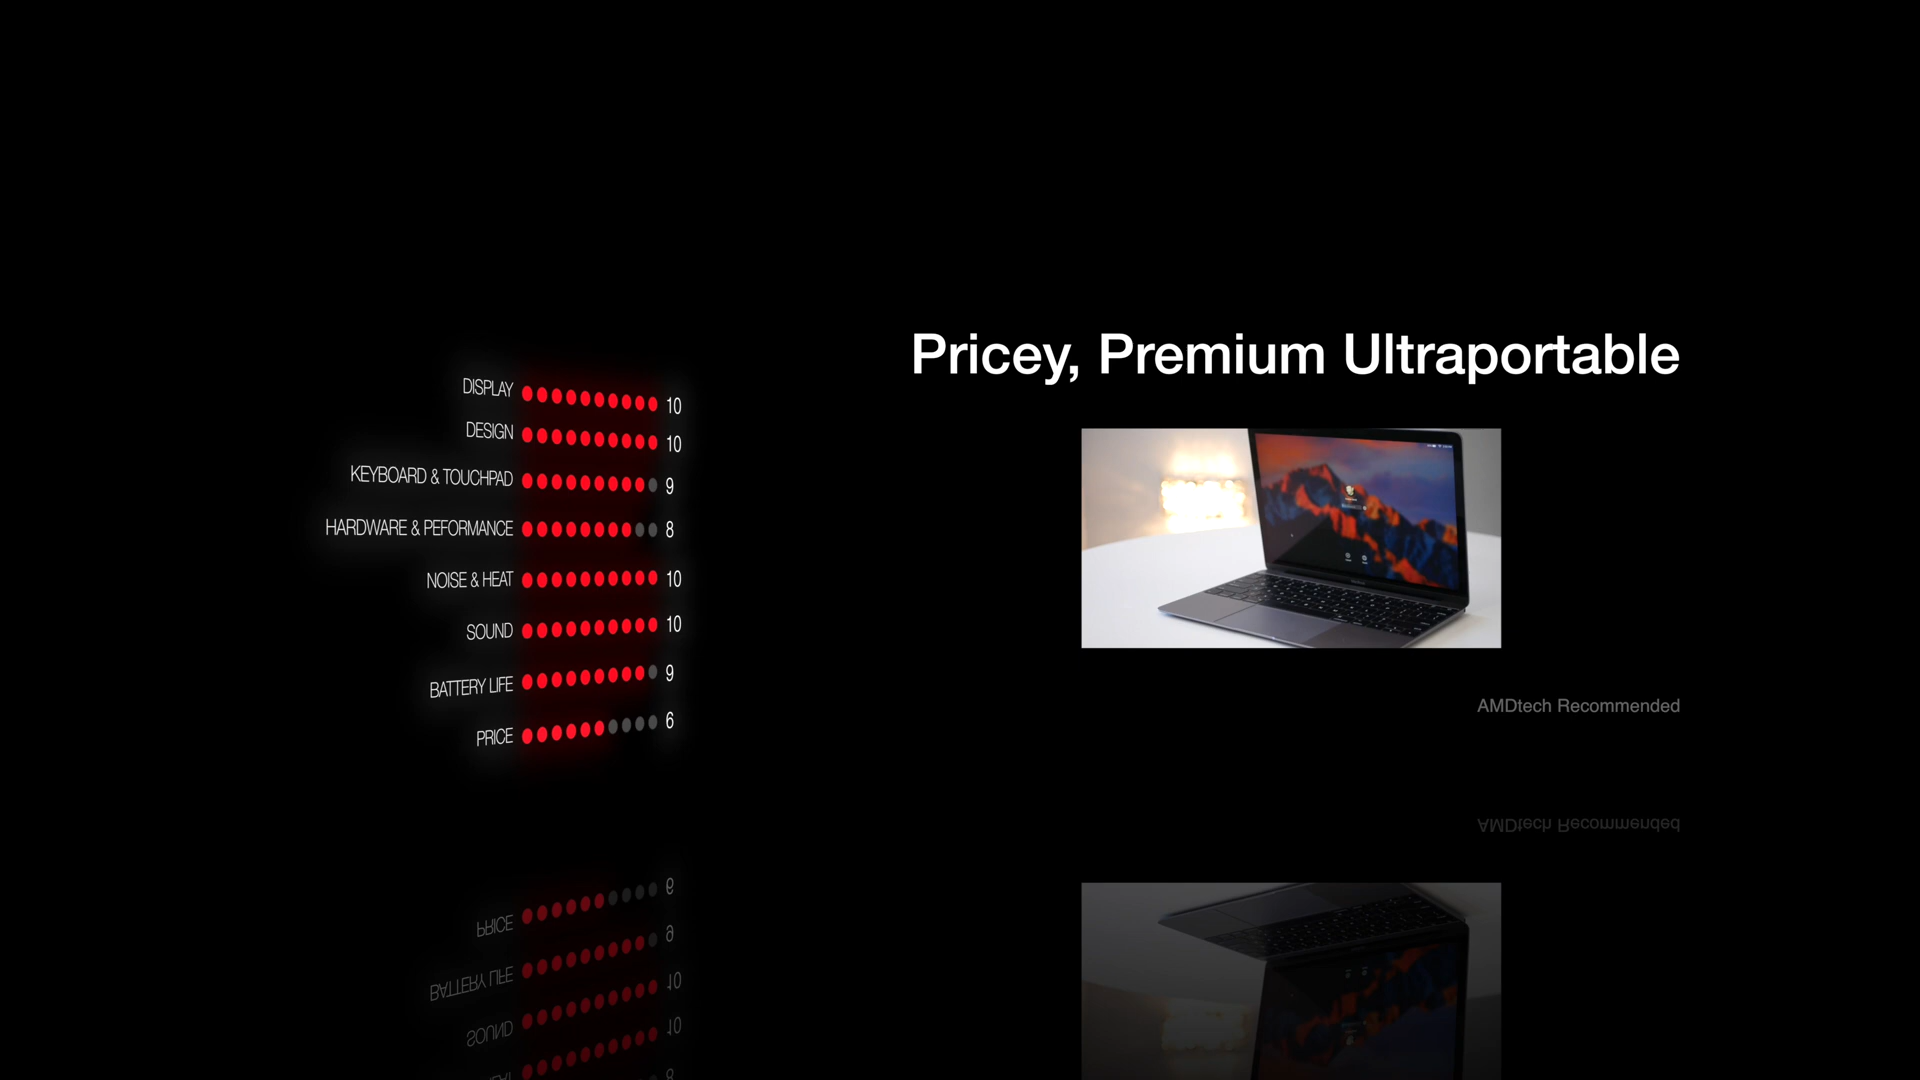 Pricey, Premium Ultraportable
DISPLAY 10
DESIGN 10
KEYBOARD & TOUCHPAD 9
HARDWARE & PEFORMANCE 8
NOISE & HEAT 10
SOUND 10
BATTERY LIFE 9
PRICE 6
AMDtech Recommended